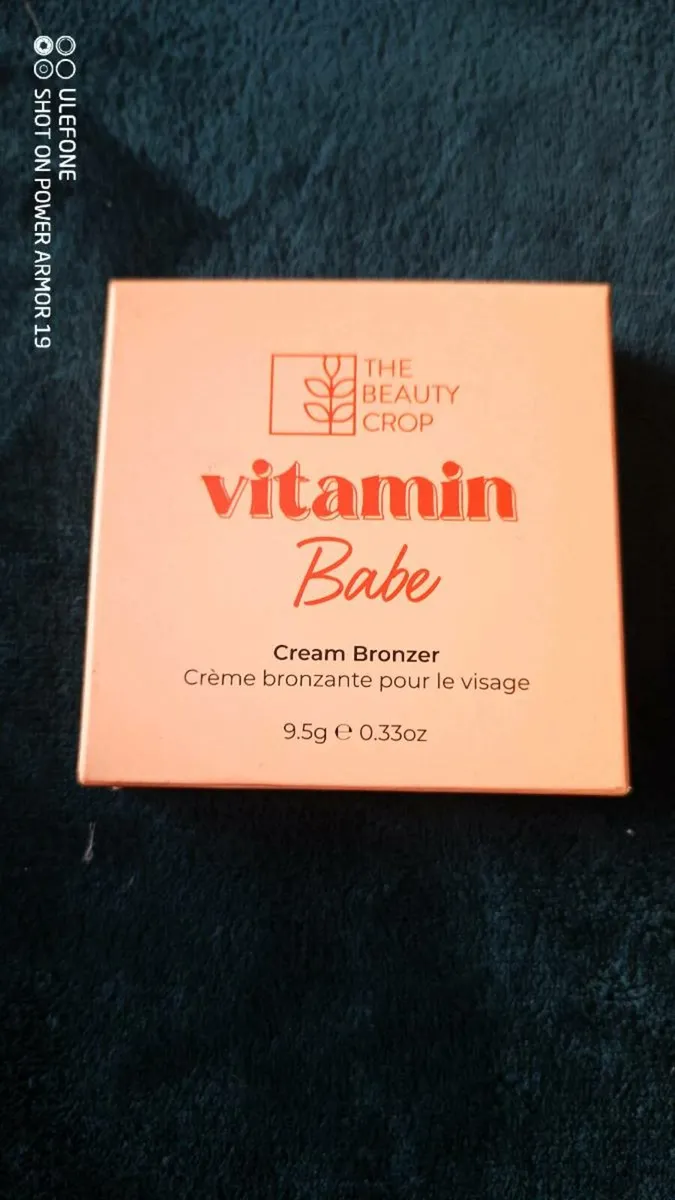 ULEFONE
SHOT ON POWER ARMOR 19
THE
BEAUTY
CROP
vitamin
Babe
Cream Bronzer
Crème bronzante pour le visage
9.5g ℮ 0.33oz